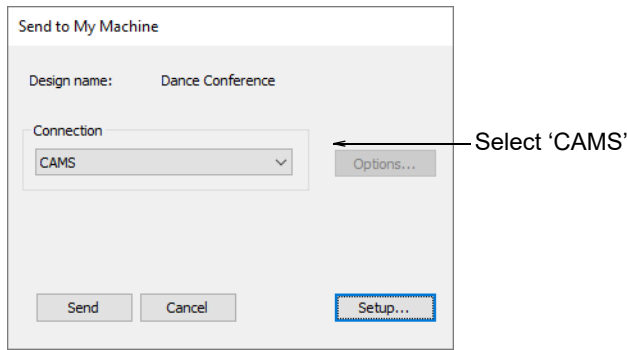 Send to My Machine
Design name: Dance Conference
Connection
CAMS
Options...
Select ‘CAMS’
Send Cancel Setup...